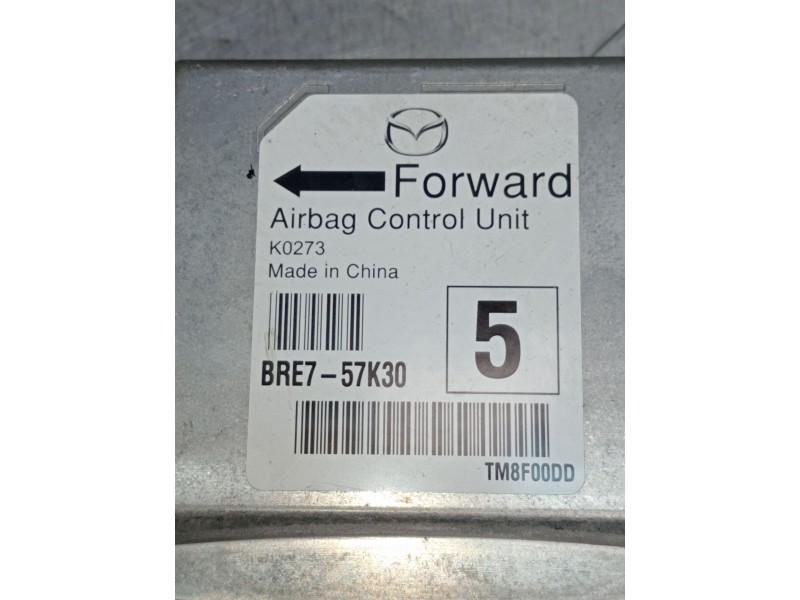 Forward
Airbag Control Unit
K0273
Made in China
5
BRE7-57K30
TM8F00DD